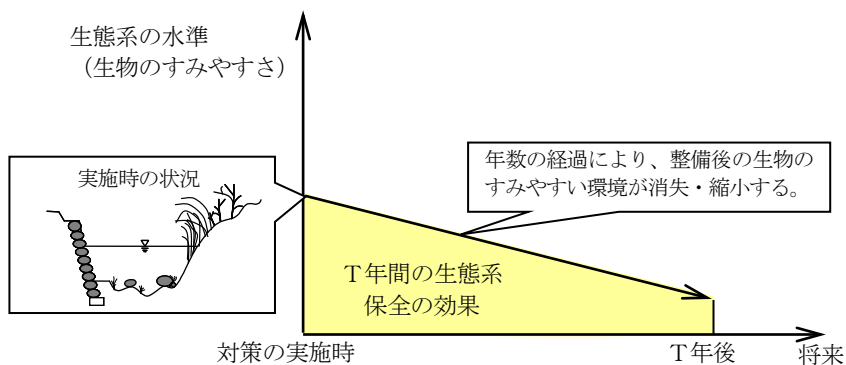 生態系の水準
（生物のすみやすさ）
年数の経過により、整備後の生物の
すみやすい環境が消失・縮小する。
実施時の状況
Ｔ年間の生態系
保全の効果
対策の実施時
Ｔ年後
将来